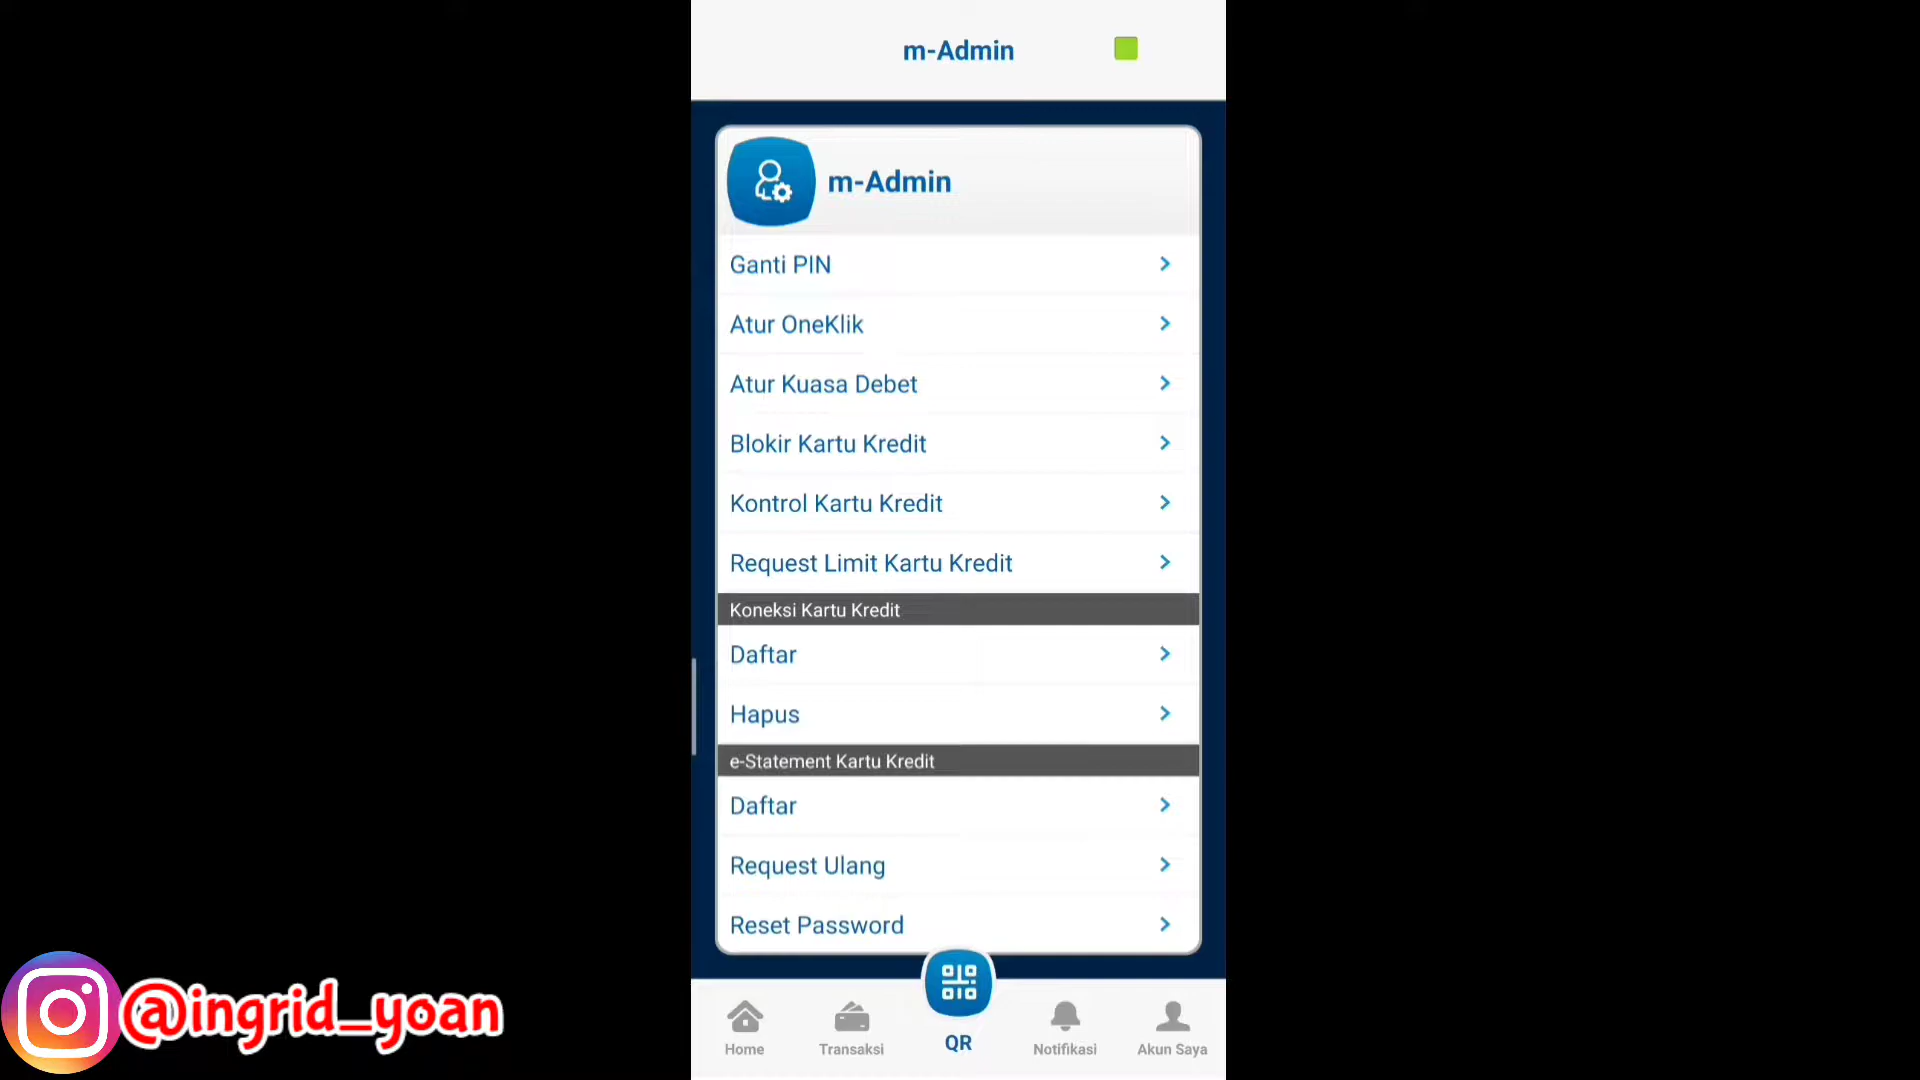 m-Admin
m-Admin
Ganti PIN
Atur OneKlik
Atur Kuasa Debet
Blokir Kartu Kredit
Kontrol Kartu Kredit
Request Limit Kartu Kredit
Koneksi Kartu Kredit
Daftar
Hapus
e-Statement Kartu Kredit
Daftar
Request Ulang
Reset Password
Home
Transaksi
QR
Notifikasi
Akun Saya
@ingrid_yoan